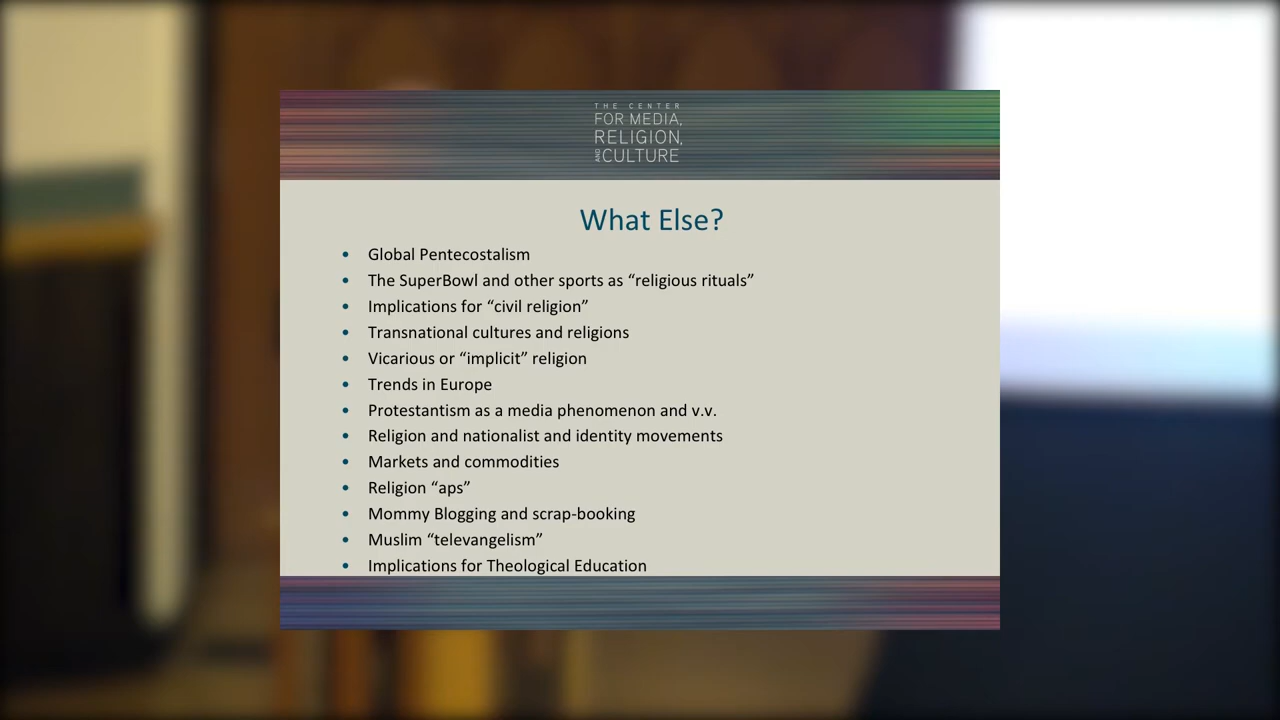 THE CENTER
FOR MEDIA,
RELIGION,
AND CULTURE
What Else?
• Global Pentecostalism
• The SuperBowl and other sports as “religious rituals”
• Implications for “civil religion”
• Transnational cultures and religions
• Vicarious or “implicit” religion
• Trends in Europe
• Protestantism as a media phenomenon and v.v.
• Religion and nationalist and identity movements
• Markets and commodities
• Religion “aps”
• Mommy Blogging and scrap-booking
• Muslim “televangelism”
• Implications for Theological Education